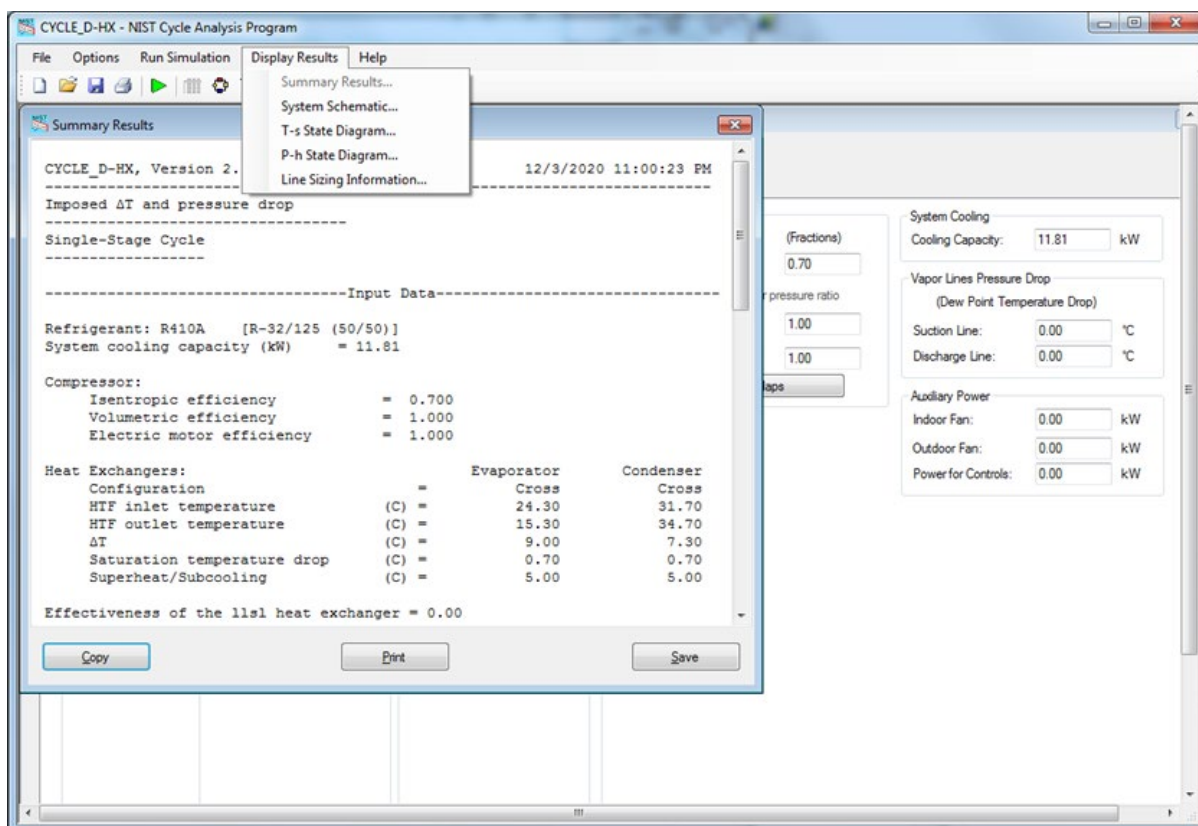 CYCLE_D-HX - NIST Cycle Analysis Program
File Options Run Simulation Display Results Help
Summary Results...
System Schematic...
T-s State Diagram...
P-h State Diagram...
Line Sizing Information...
NIST Summary Results
CYCLE_D-HX, Version 2. 12/3/2020 11:00:23 PM
Imposed ΔT and pressure drop
Single-Stage Cycle
Input Data
Refrigerant: R410A [R-32/125 (50/50)]
System cooling capacity (kW) = 11.81
Compressor:
Isentropic efficiency = 0.700
Volumetric efficiency = 1.000
Electric motor efficiency = 1.000
Heat Exchangers: Evaporator Condenser
Configuration = Cross Cross
HTF inlet temperature (C) = 24.30 31.70
HTF outlet temperature (C) = 15.30 34.70
ΔT (C) = 9.00 7.30
Saturation temperature drop (C) = 0.70 0.70
Superheat/Subcooling (C) = 5.00 5.00
Effectiveness of the llsl heat exchanger = 0.00
Copy Print Save
(Fractions)
0.70
pressure ratio
1.00
1.00
laps
System Cooling
Cooling Capacity: 11.81 kW
Vapor Lines Pressure Drop
(Dew Point Temperature Drop)
Suction Line: 0.00 °C
Discharge Line: 0.00 °C
Auxiliary Power
Indoor Fan: 0.00 kW
Outdoor Fan: 0.00 kW
Power for Controls: 0.00 kW